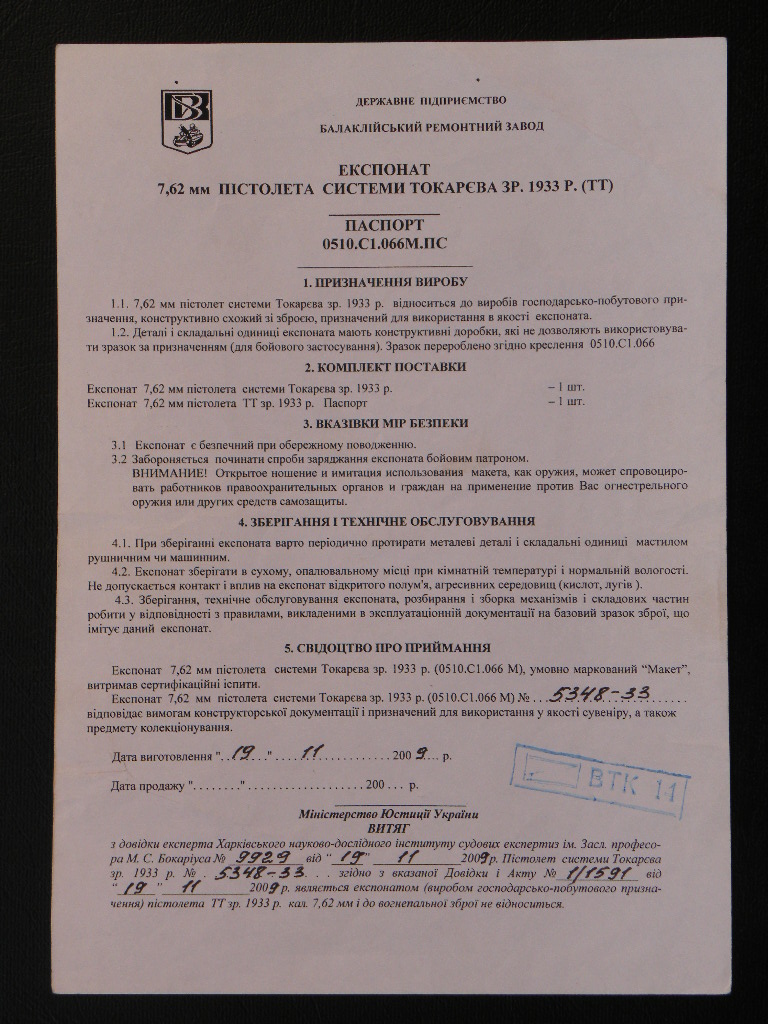 ДЕРЖАВНЕ ПІДПРИЄМСТВО
БАЛАКЛІЙСЬКИЙ РЕМОНТНИЙ ЗАВОД
ЕКСПОНАТ
7,62 мм ПІСТОЛЕТА СИСТЕМИ ТОКАРЄВА ЗР. 1933 Р. (ТТ)
ПАСПОРТ
0510.С1.066М.ПС
1. ПРИЗНАЧЕННЯ ВИРОБУ
1.1. 7,62 мм пістолет системи Токарєва зр. 1933 р. відноситься до виробів господарсько-побутового при-
значення, конструктивно схожий зі зброєю, призначений для використання в якості експоната.
1.2. Деталі і складальні одиниці експоната мають конструктивні доробки, які не дозволяють використовува-
ти зразок за призначенням (для бойового застосування). Зразок перероблено згідно креслення 0510.С1.066
2. КОМПЛЕКТ ПОСТАВКИ
Експонат 7,62 мм пістолета системи Токарєва зр. 1933 р. – 1 шт.
Експонат 7,62 мм пістолета ТТ зр. 1933 р. Паспорт – 1 шт.
3. ВКАЗІВКИ МІР БЕЗПЕКИ
3.1 Експонат є безпечний при обережному поводженню.
3.2 Забороняється починати спроби заряджання експоната бойовим патроном.
ВНИМАНИЕ! Открытое ношение и имитация использования макета, как оружия, может спровоциро-
вать работников правоохранительных органов и граждан на применение против Вас огнестрельного
оружия или других средств самозащиты.
4. ЗБЕРІГАННЯ І ТЕХНІЧНЕ ОБСЛУГОВУВАННЯ
4.1. При зберіганні експоната варто періодично протирати металеві деталі і складальні одиниці мастилом
рушничним чи машинним.
4.2. Експонат зберігати в сухому, опалювальному місці при кімнатній температурі і нормальній вологості.
Не допускається контакт і вплив на експонат відкритого полум'я, агресивних середовищ (кислот, лугів ).
4.3. Зберігання, технічне обслуговування експоната, розбирання і зборка механізмів і складових частин
робити у відповідності з правилами, викладеними в эксплуатаційній документації на базовий зразок зброї, що
імітує даний експонат.
5. СВІДОЦТВО ПРО ПРИЙМАННЯ
Експонат 7,62 мм пістолета системи Токарєва зр. 1933 р. (0510.С1.066 М), умовно маркований “Макет”,
витримав сертифікаційні іспити.
Експонат 7,62 мм пістолета системи Токарєва зр. 1933 р. (0510.С1.066 М) № 5348-33
відповідає вимогам конструкторської документації і призначений для використання у якості сувеніру, а також
предмету колекціонування.
Дата виготовлення "19" 11 2009 р.
Дата продажу "........" .................... 200... р.
Міністерство Юстиції України
ВИТЯГ
з довідки експерта Харківського науково-дослідного інституту судових експертиз ім. Засл. професо-
ра М. С. Бокаріуса № 9929 від "19" 11 2009р. Пістолет системи Токарєва
зр. 1933 р. № 5348-33 згідно з вказаної Довідки і Акту № 1/1591 від
"19" 11 2009р. являється експонатом (виробом господарсько-побутового призна-
чення) пістолета ТТ зр. 1933 р. кал. 7,62 мм і до вогнепальної зброї не відноситься.
ВТК 11